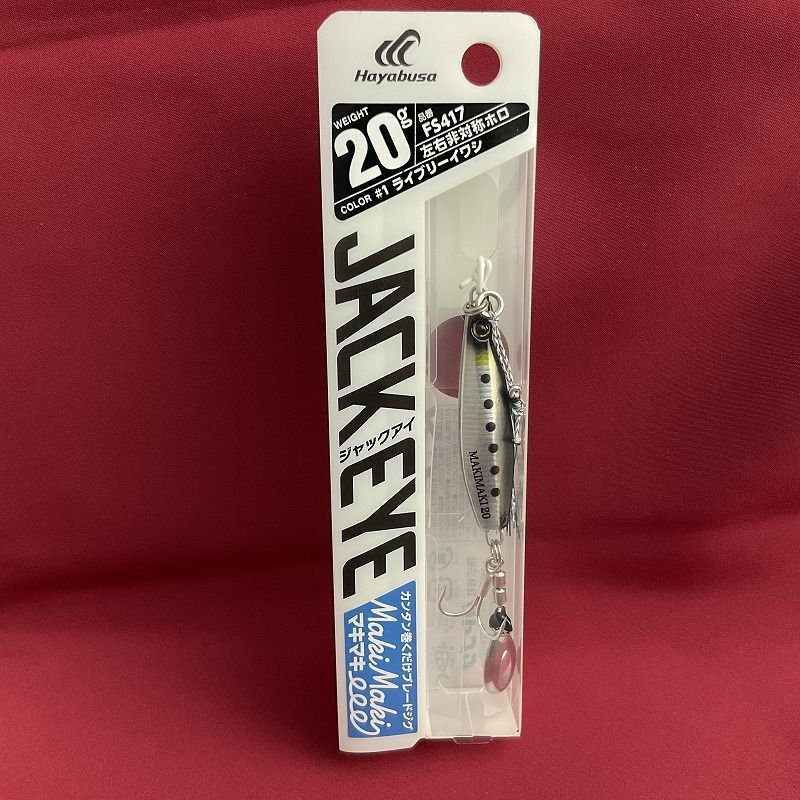 Hayabusa
WEIGHT
20g
品番
FS417
左右非対称ホロ
COLOR #1 ライブリーイワシ
JACKEYE
ジャックアイ
カンタン巻くだけブレードジグ
MakiMaki
マキマキ
MAKIMAKI 20